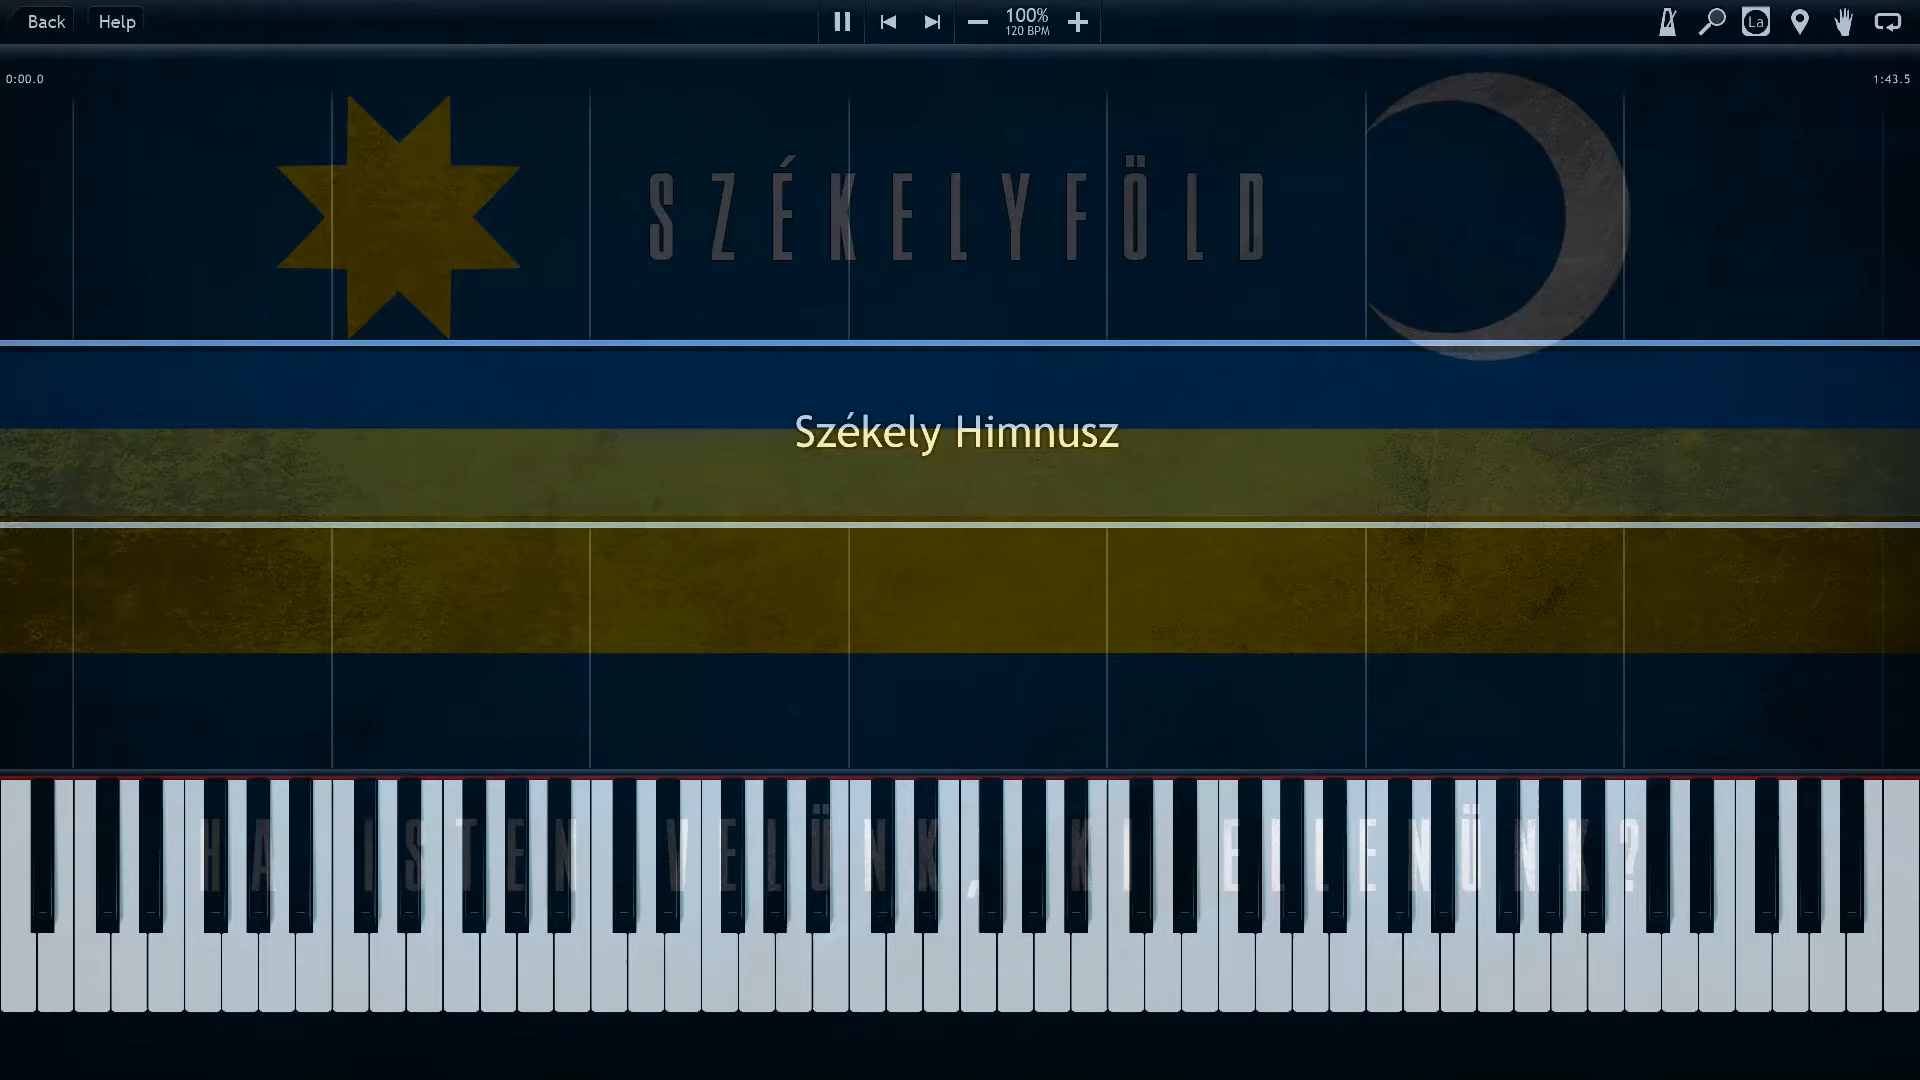 Back Help 100% 120 BPM La
0:00.0 1:43.5
SZÉKELYFÖLD
Székely Himnusz
HA ISTEN VELÜNK, KI ELLENÜNK?